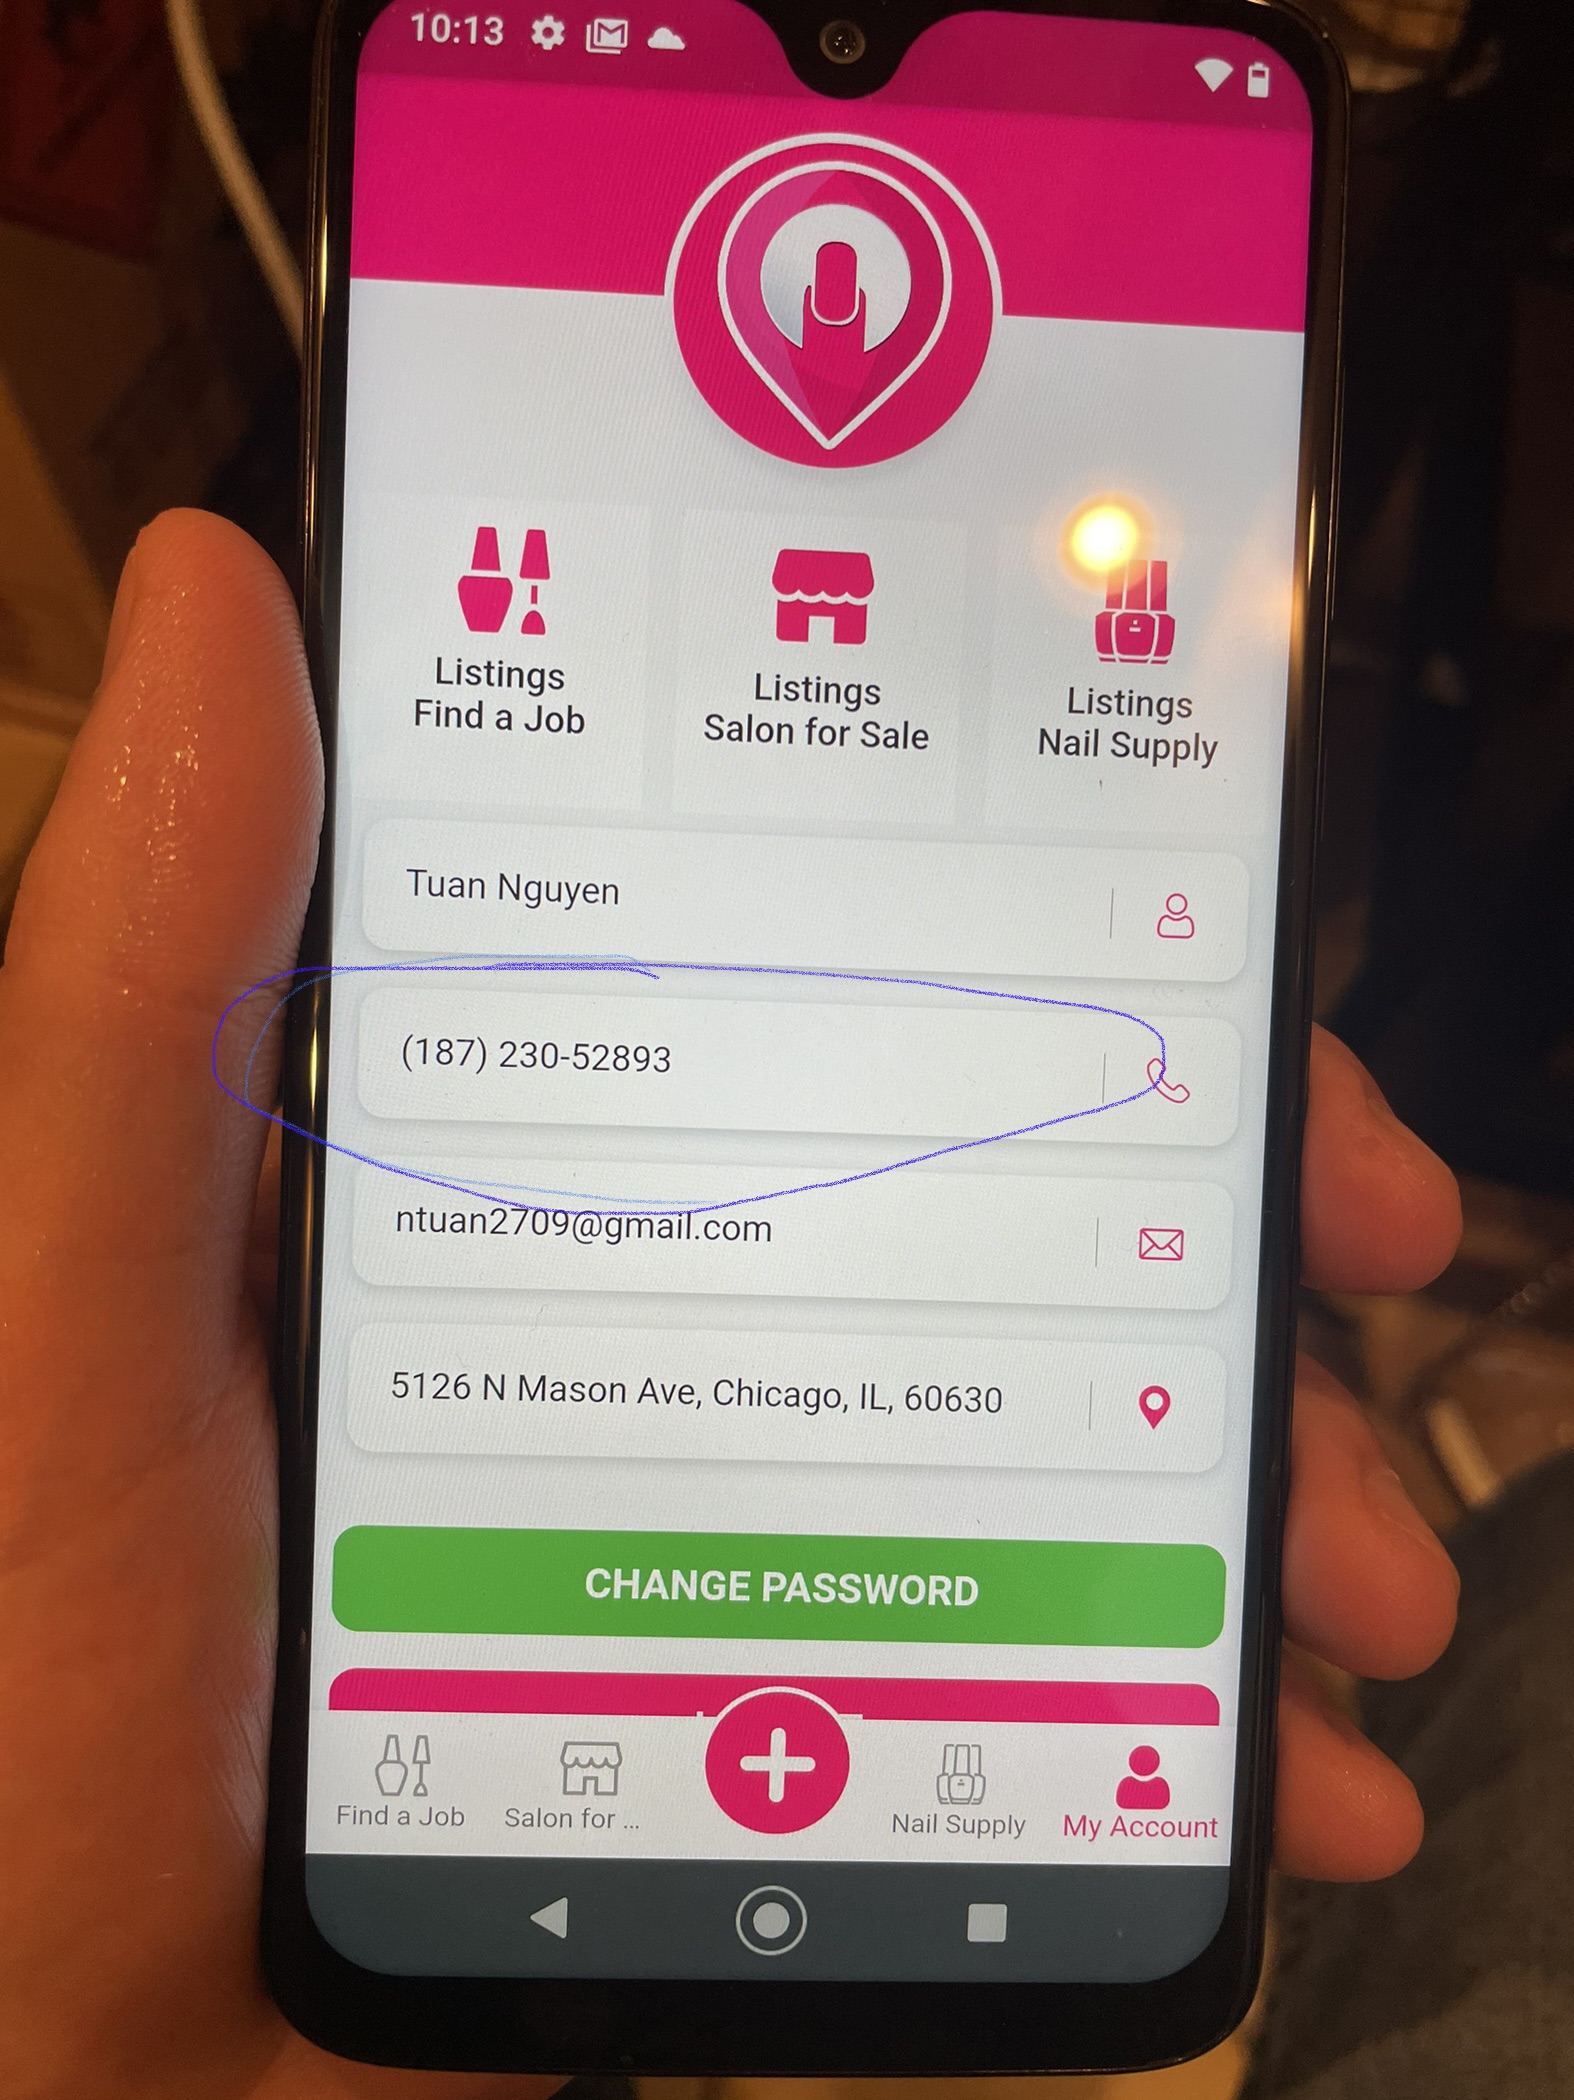 10:13
Listings
Find a Job
Listings
Salon for Sale
Listings
Nail Supply
Tuan Nguyen
(187) 230-52893
ntuan2709@gmail.com
5126 N Mason Ave, Chicago, IL, 60630
CHANGE PASSWORD
Find a Job
Salon for ...
Nail Supply
My Account